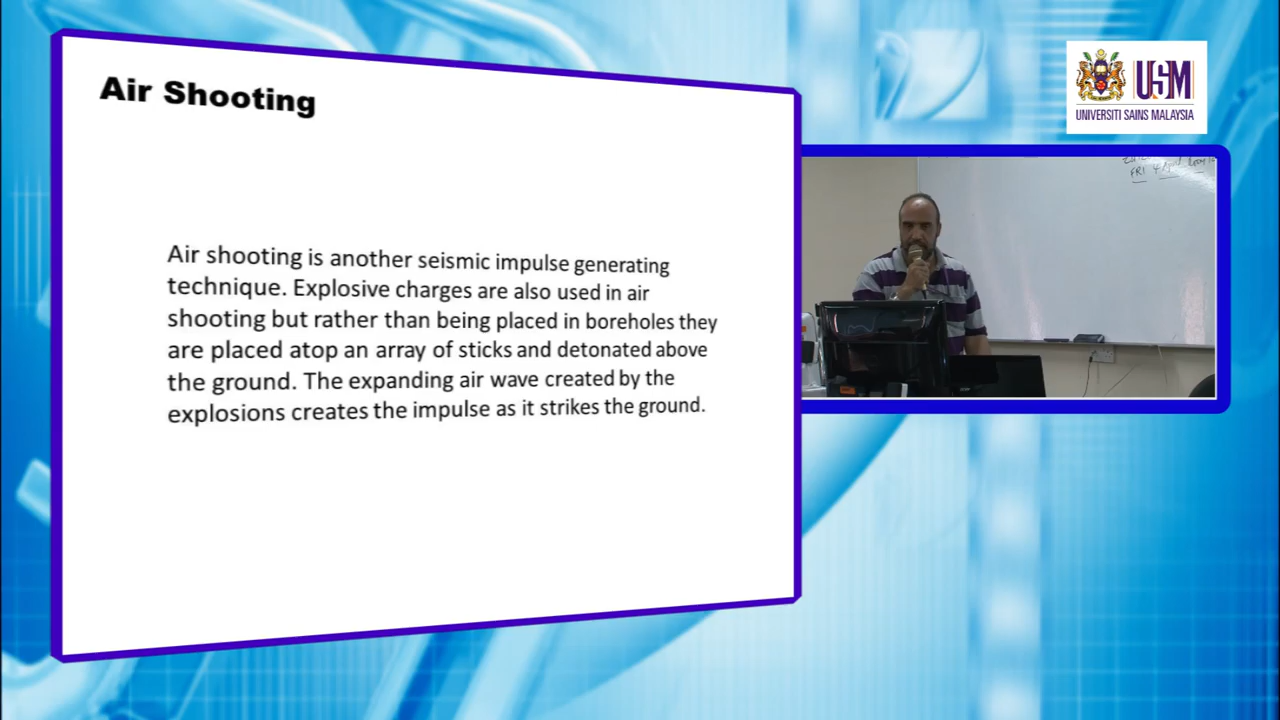 Air Shooting
Air shooting is another seismic impulse generating
technique. Explosive charges are also used in air
shooting but rather than being placed in boreholes they
are placed atop an array of sticks and detonated above
the ground. The expanding air wave created by the
explosions creates the impulse as it strikes the ground.
USM
UNIVERSITI SAINS MALAYSIA
FRI 4